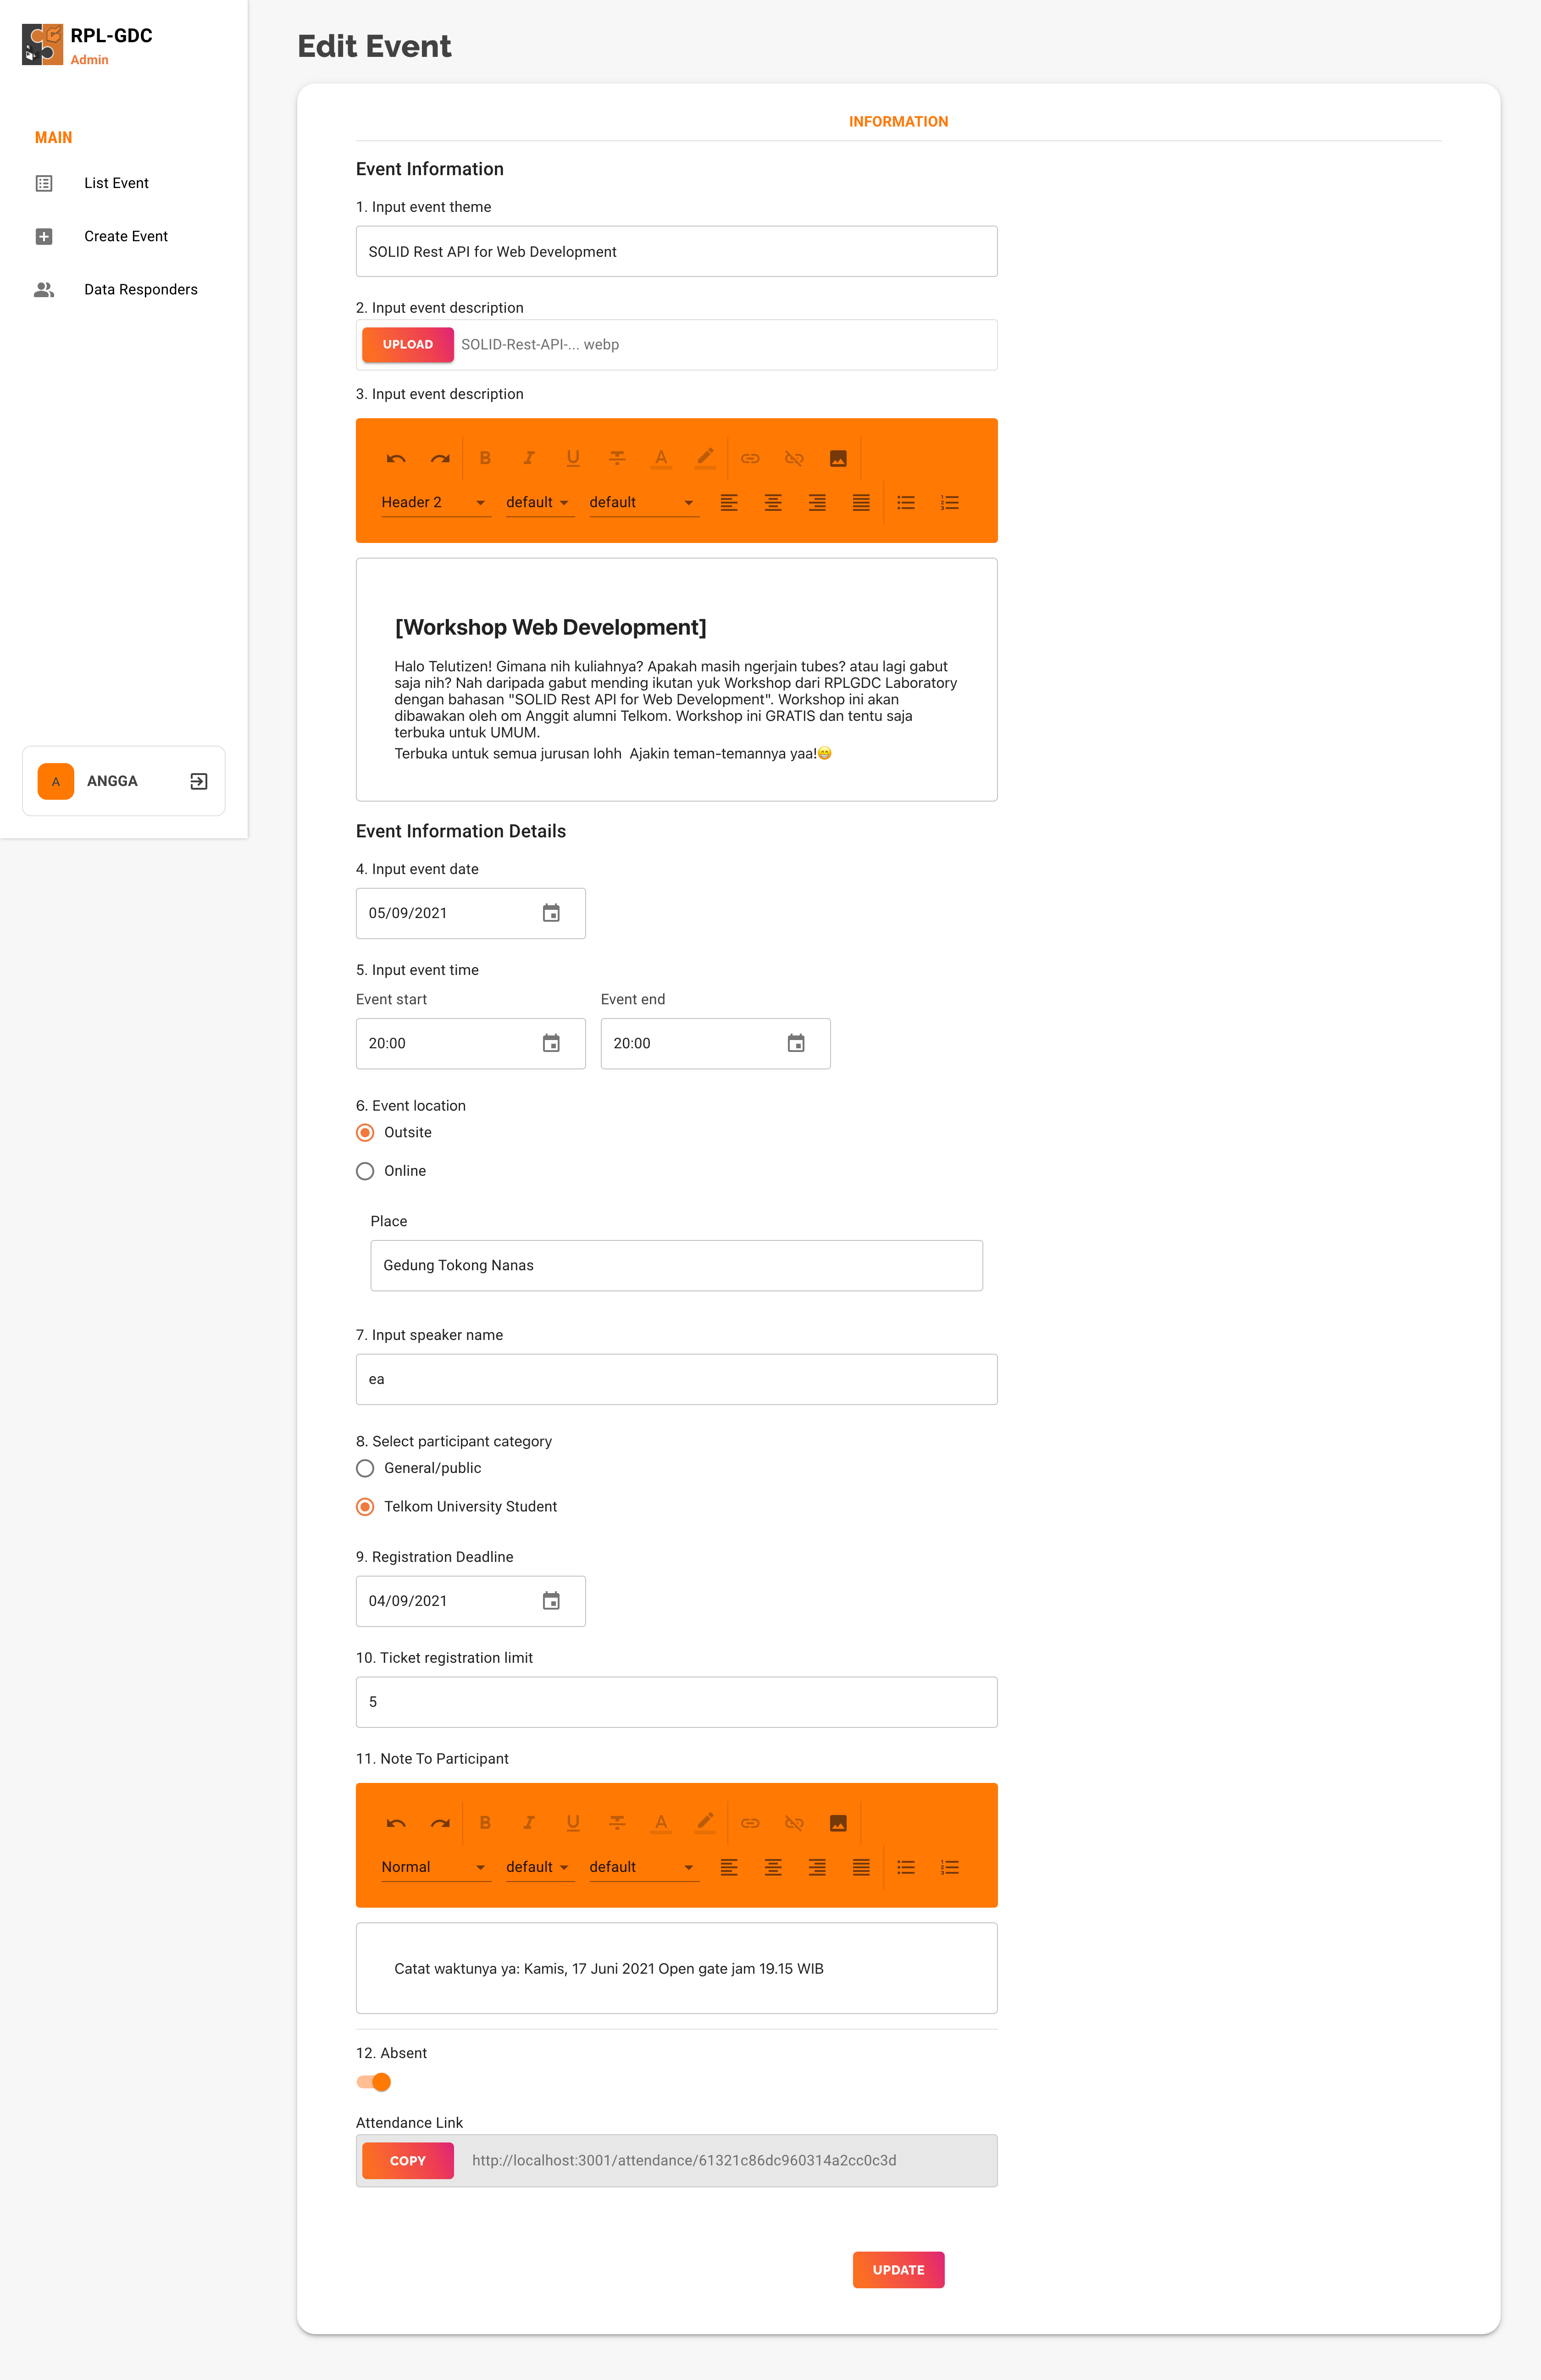 RPL-GDC
Admin
MAIN
List Event
Create Event
Data Responders
A
ANGGA
Edit Event
INFORMATION
Event Information
1. Input event theme
SOLID Rest API for Web Development
2. Input event description
UPLOAD SOLID-Rest-API-... webp
3. Input event description
B I U A
Header 2 default default
[Workshop Web Development]
Halo Telutizen! Gimana nih kuliahnya? Apakah masih ngerjain tubes? atau lagi gabut
saja nih? Nah daripada gabut mending ikutan yuk Workshop dari RPLGDC Laboratory
dengan bahasan "SOLID Rest API for Web Development". Workshop ini akan
dibawakan oleh om Anggit alumni Telkom. Workshop ini GRATIS dan tentu saja
terbuka untuk UMUM.
Terbuka untuk semua jurusan lohh  Ajakin teman-temannya yaa!😁
Event Information Details
4. Input event date
05/09/2021
5. Input event time
Event start Event end
20:00 20:00
6. Event location
Outsite
Online
Place
Gedung Tokong Nanas
7. Input speaker name
ea
8. Select participant category
General/public
Telkom University Student
9. Registration Deadline
04/09/2021
10. Ticket registration limit
5
11. Note To Participant
B I U A
Normal default default
Catat waktunya ya: Kamis, 17 Juni 2021 Open gate jam 19.15 WIB
12. Absent
Attendance Link
COPY http://localhost:3001/attendance/61321c86dc960314a2cc0c3d
UPDATE